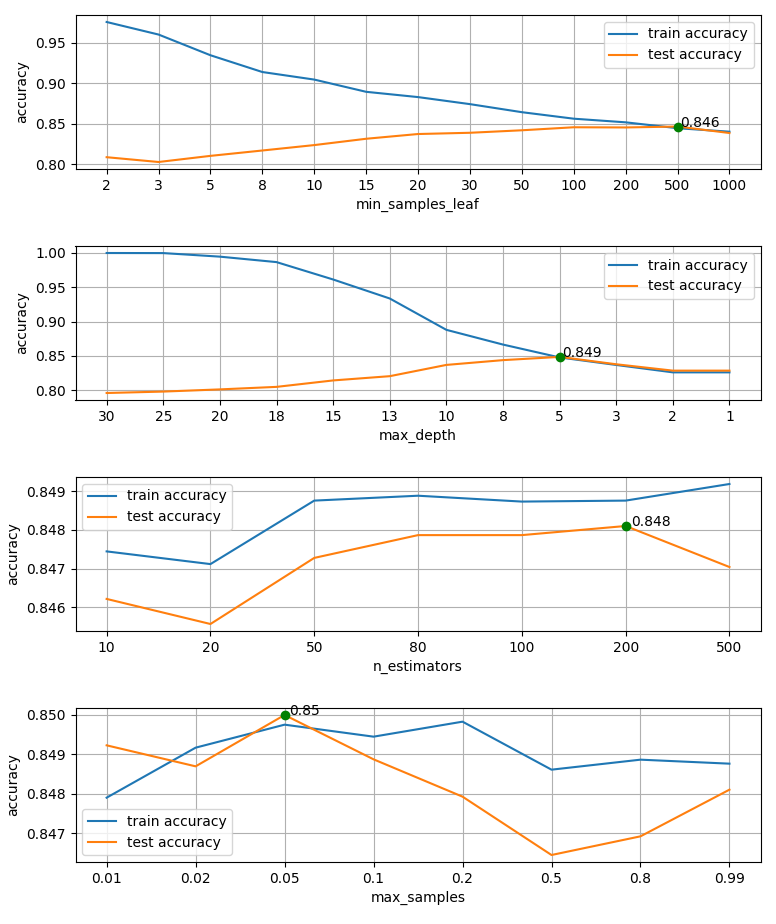 train accuracy
test accuracy
0.95
0.90
0.85
0.80
accuracy
0.846
2 3 5 8 10 15 20 30 50 100 200 500 1000
min_samples_leaf
train accuracy
test accuracy
1.00
0.95
0.90
0.85
0.80
accuracy
0.849
30 25 20 18 15 13 10 8 5 3 2 1
max_depth
train accuracy
test accuracy
0.849
0.848
0.847
0.846
accuracy
0.848
10 20 50 80 100 200 500
n_estimators
0.85
0.850
0.849
0.848
0.847
accuracy
train accuracy
test accuracy
0.01 0.02 0.05 0.1 0.2 0.5 0.8 0.99
max_samples